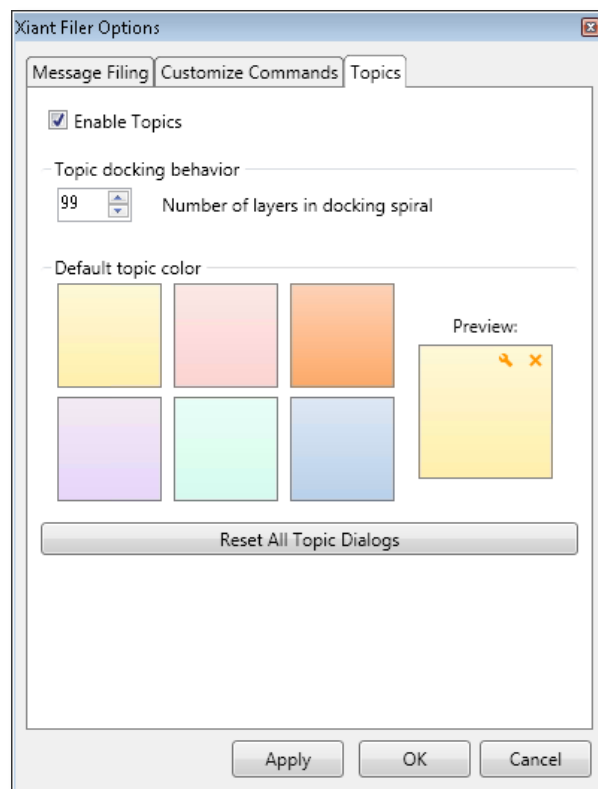 Xiant Filer Options
Message Filing Customize Commands Topics
Enable Topics
Topic docking behavior
99 Number of layers in docking spiral
Default topic color
Preview:
Reset All Topic Dialogs
Apply OK Cancel